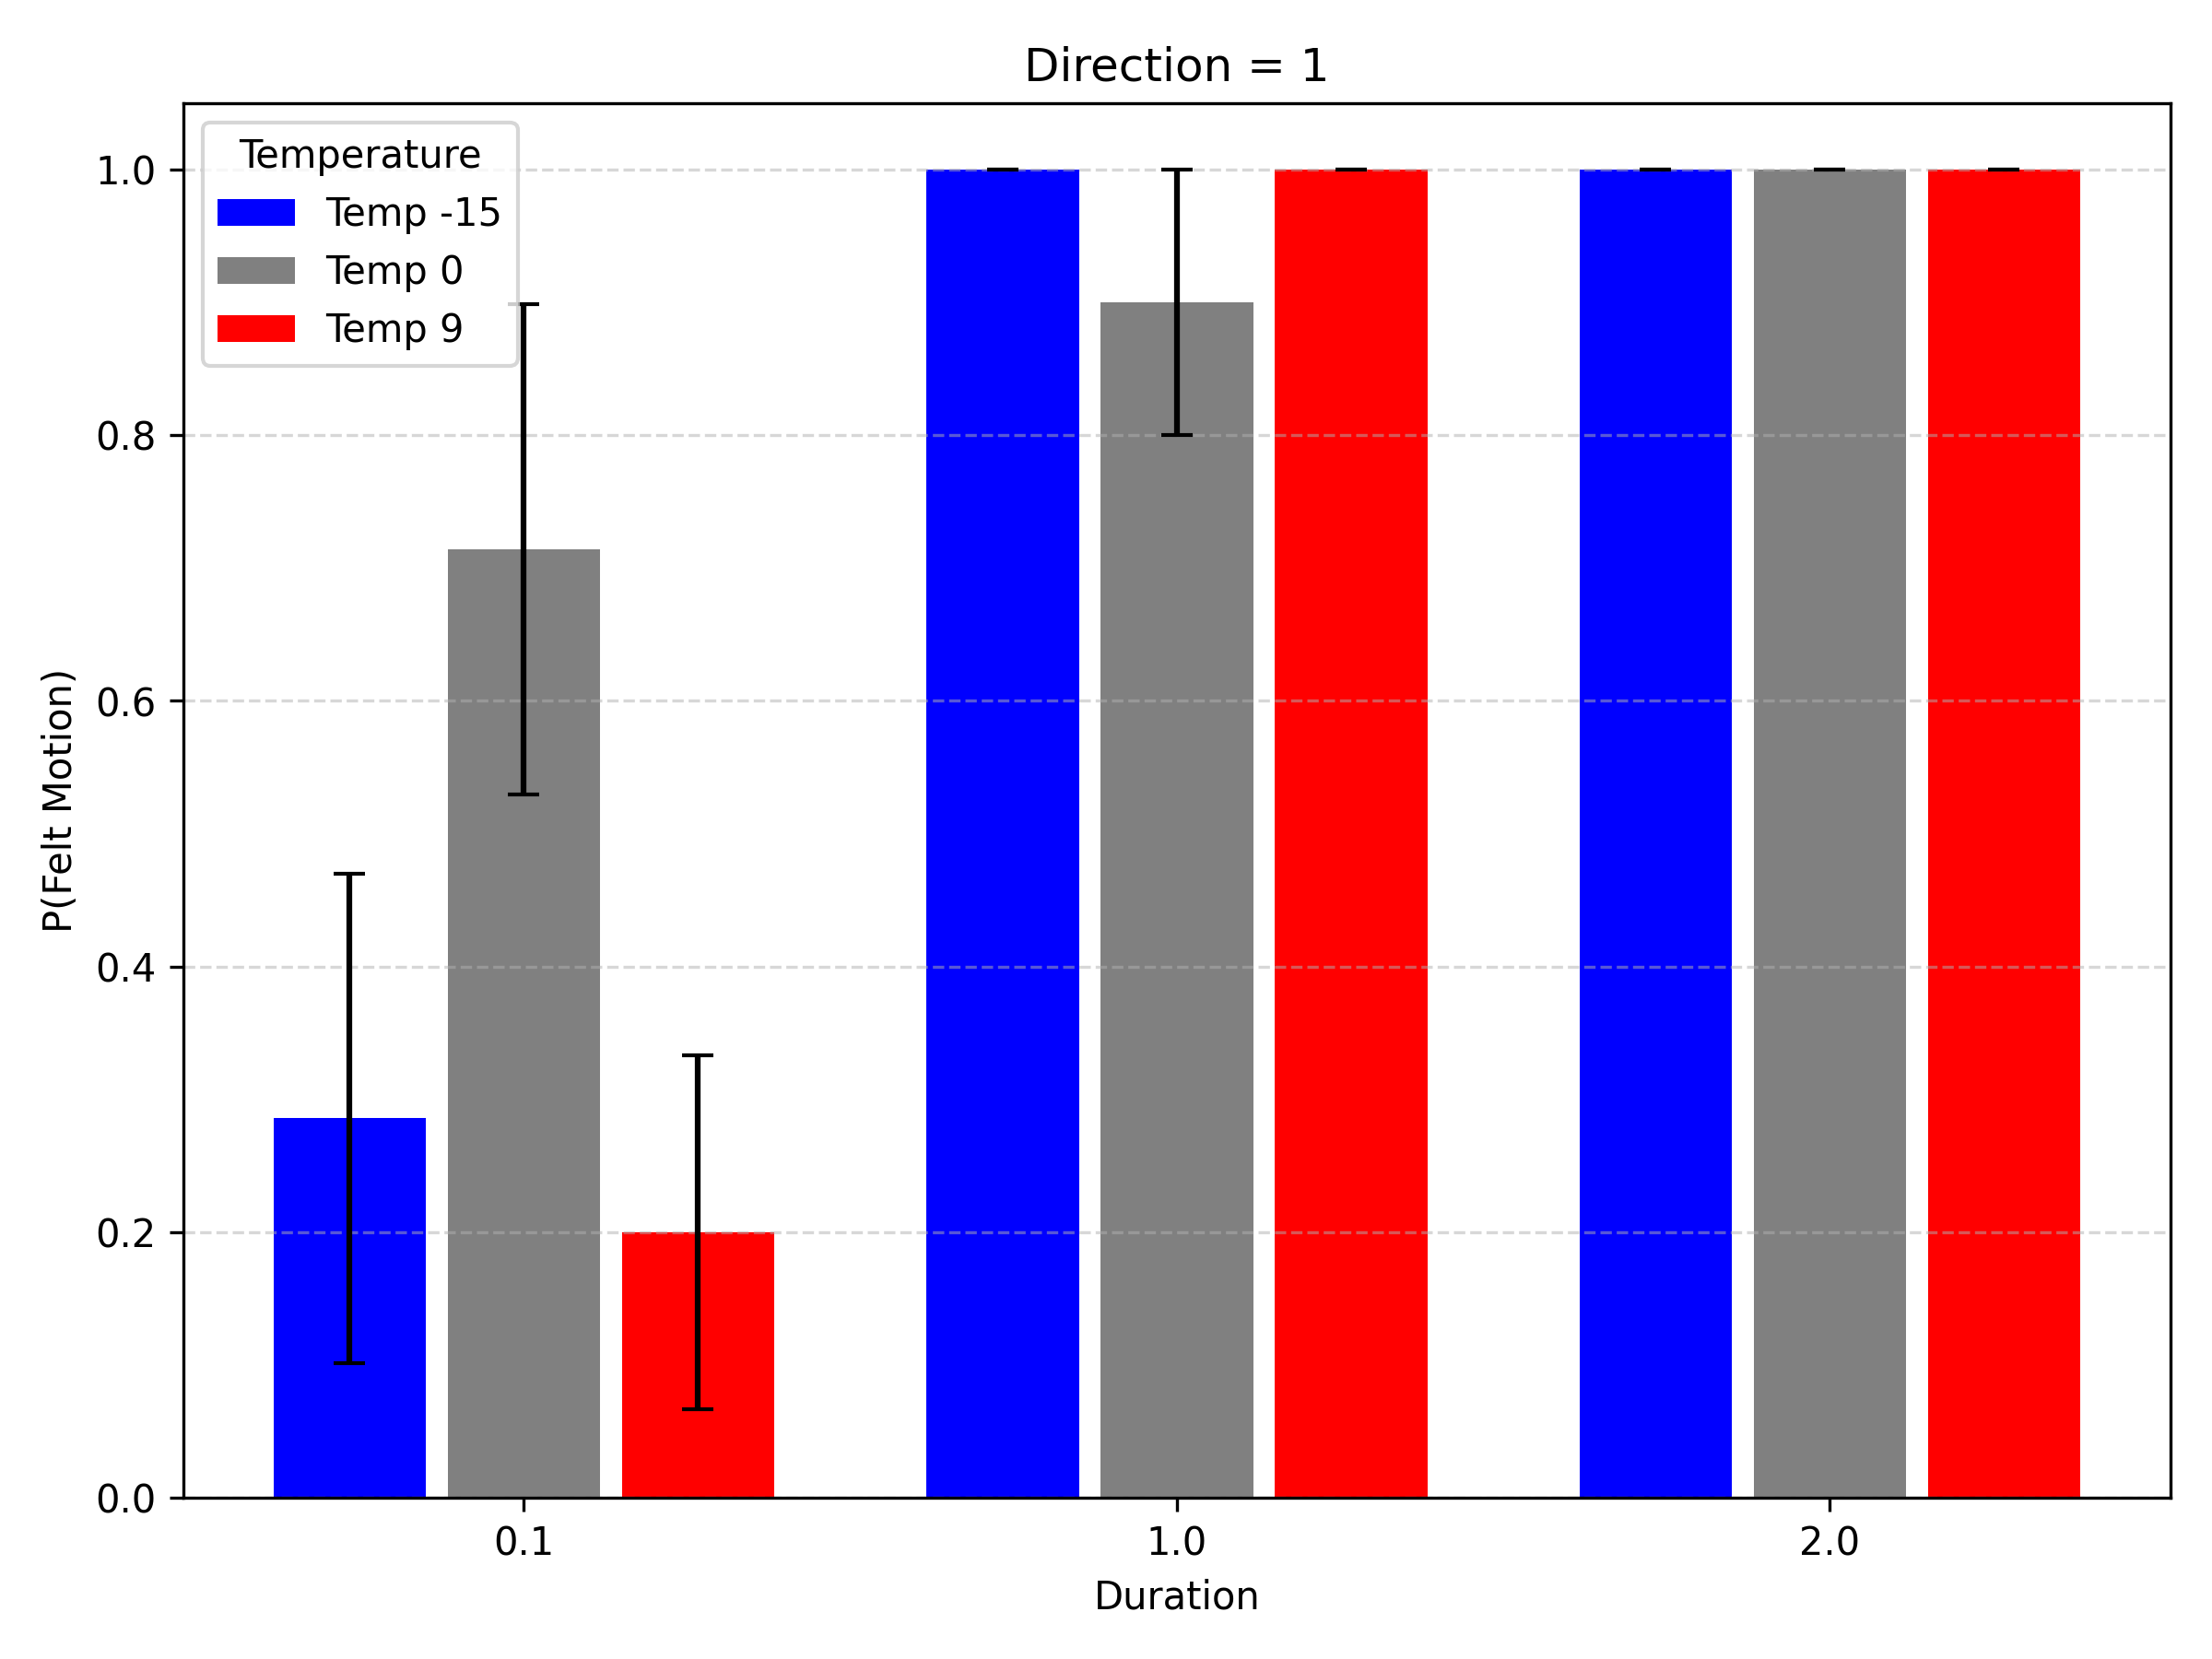 Direction = 1
Temperature
Temp -15
Temp 0
Temp 9
P(Felt Motion)
1.0
0.8
0.6
0.4
0.2
0.0
0.1 1.0 2.0
Duration